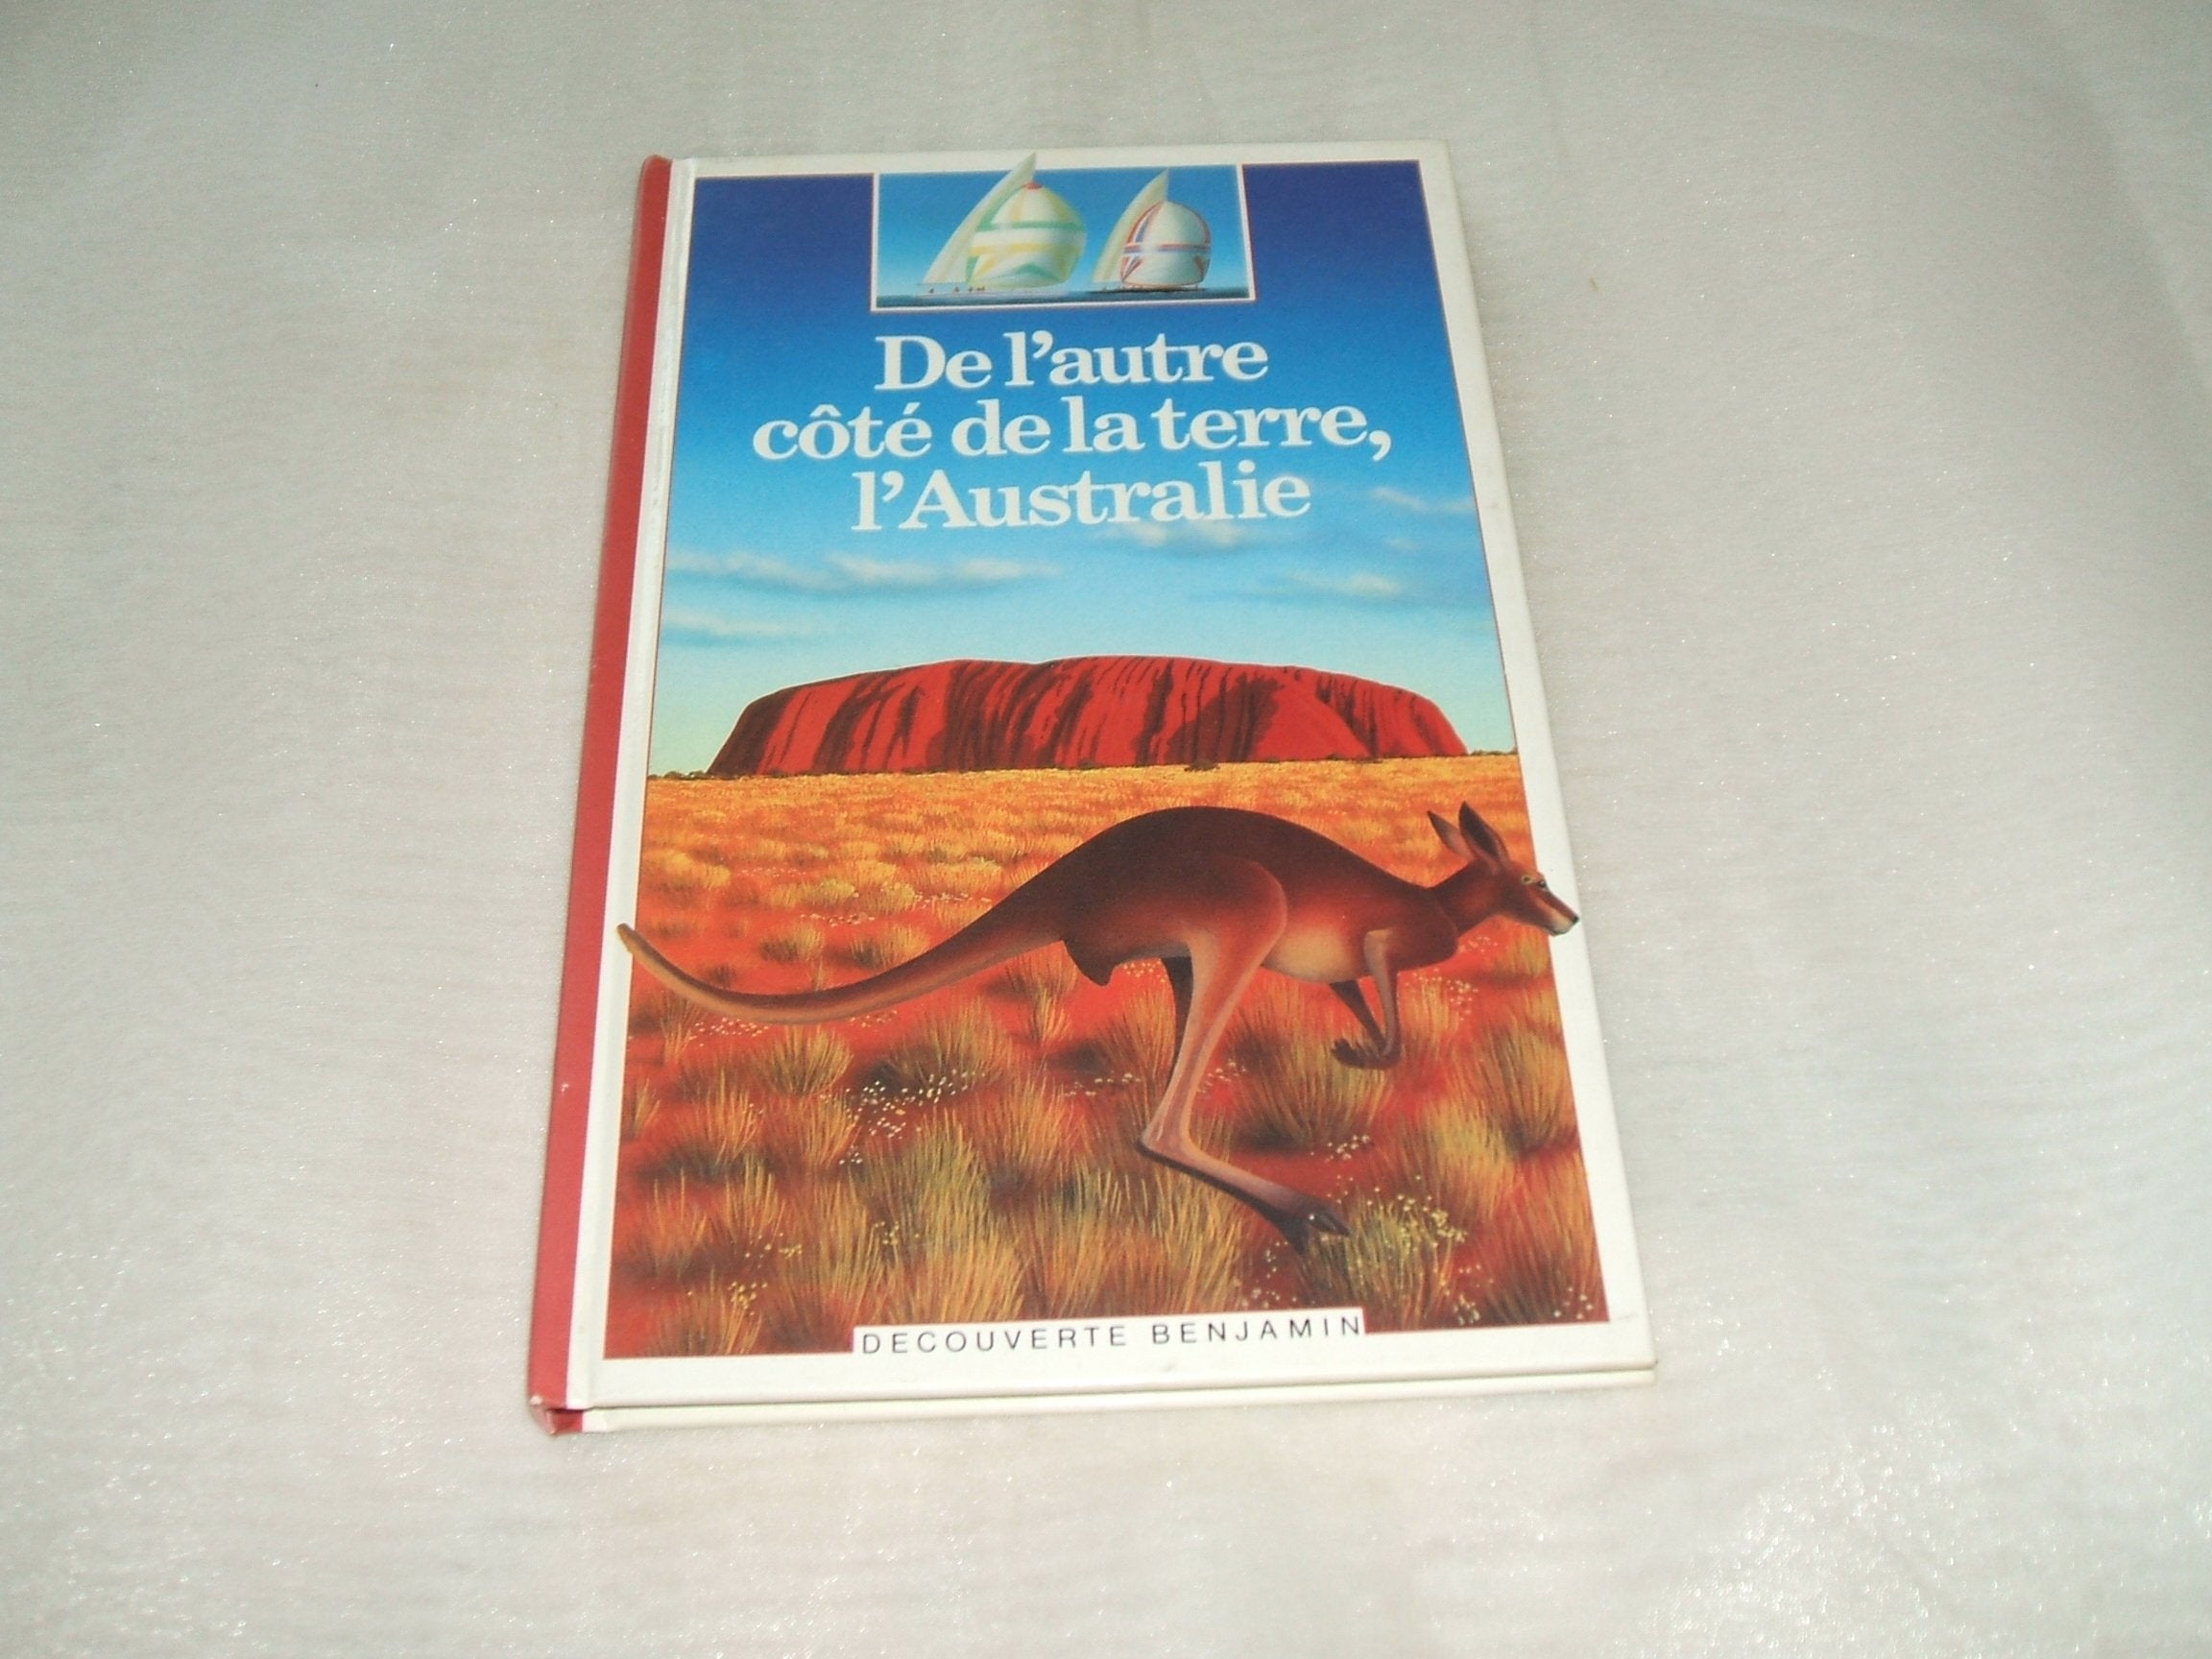 De l'autre
côté de la terre,
l'Australie
DECOUVERTE BENJAMIN